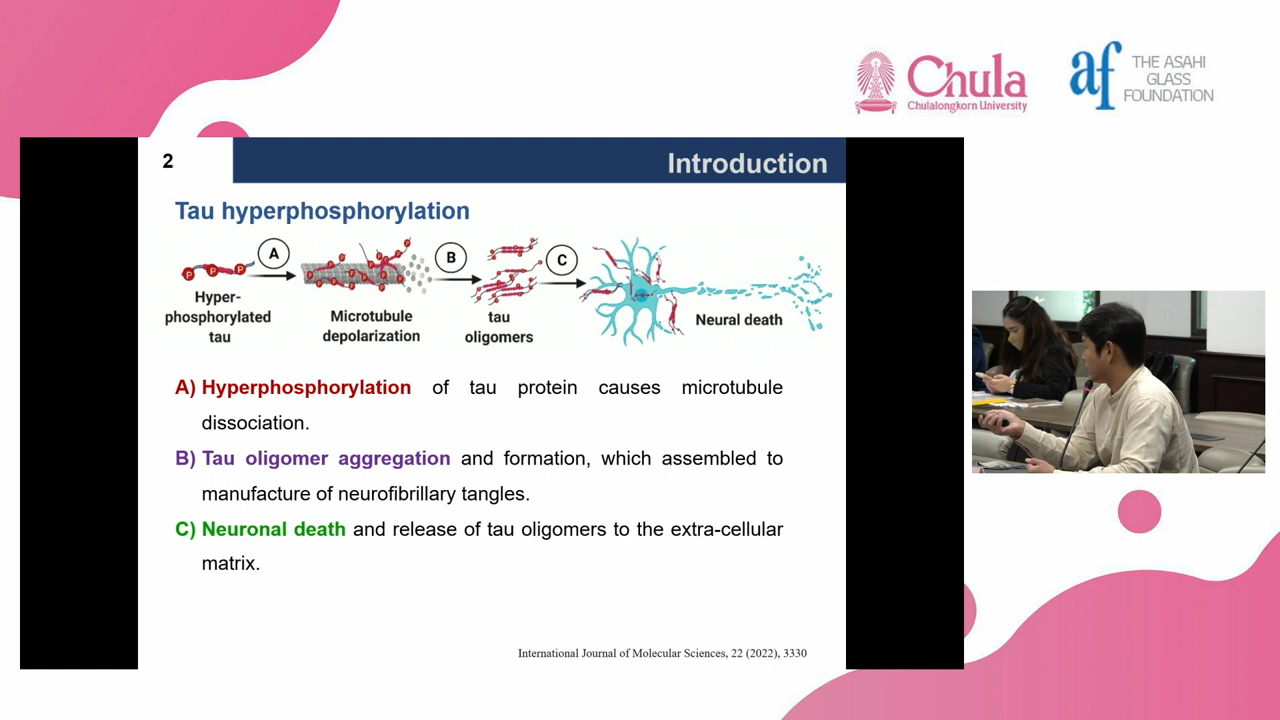 Chula
Chulalongkorn University
af
THE ASAHI
GLASS
FOUNDATION
2
Introduction
Tau hyperphosphorylation
A
B
C
P P P
Hyper-
phosphorylated
tau
Microtubule
depolarization
tau
oligomers
Neural death
A) Hyperphosphorylation of tau protein causes microtubule
dissociation.
B) Tau oligomer aggregation and formation, which assembled to
manufacture of neurofibrillary tangles.
C) Neuronal death and release of tau oligomers to the extra-cellular
matrix.
International Journal of Molecular Sciences, 22 (2022), 3330